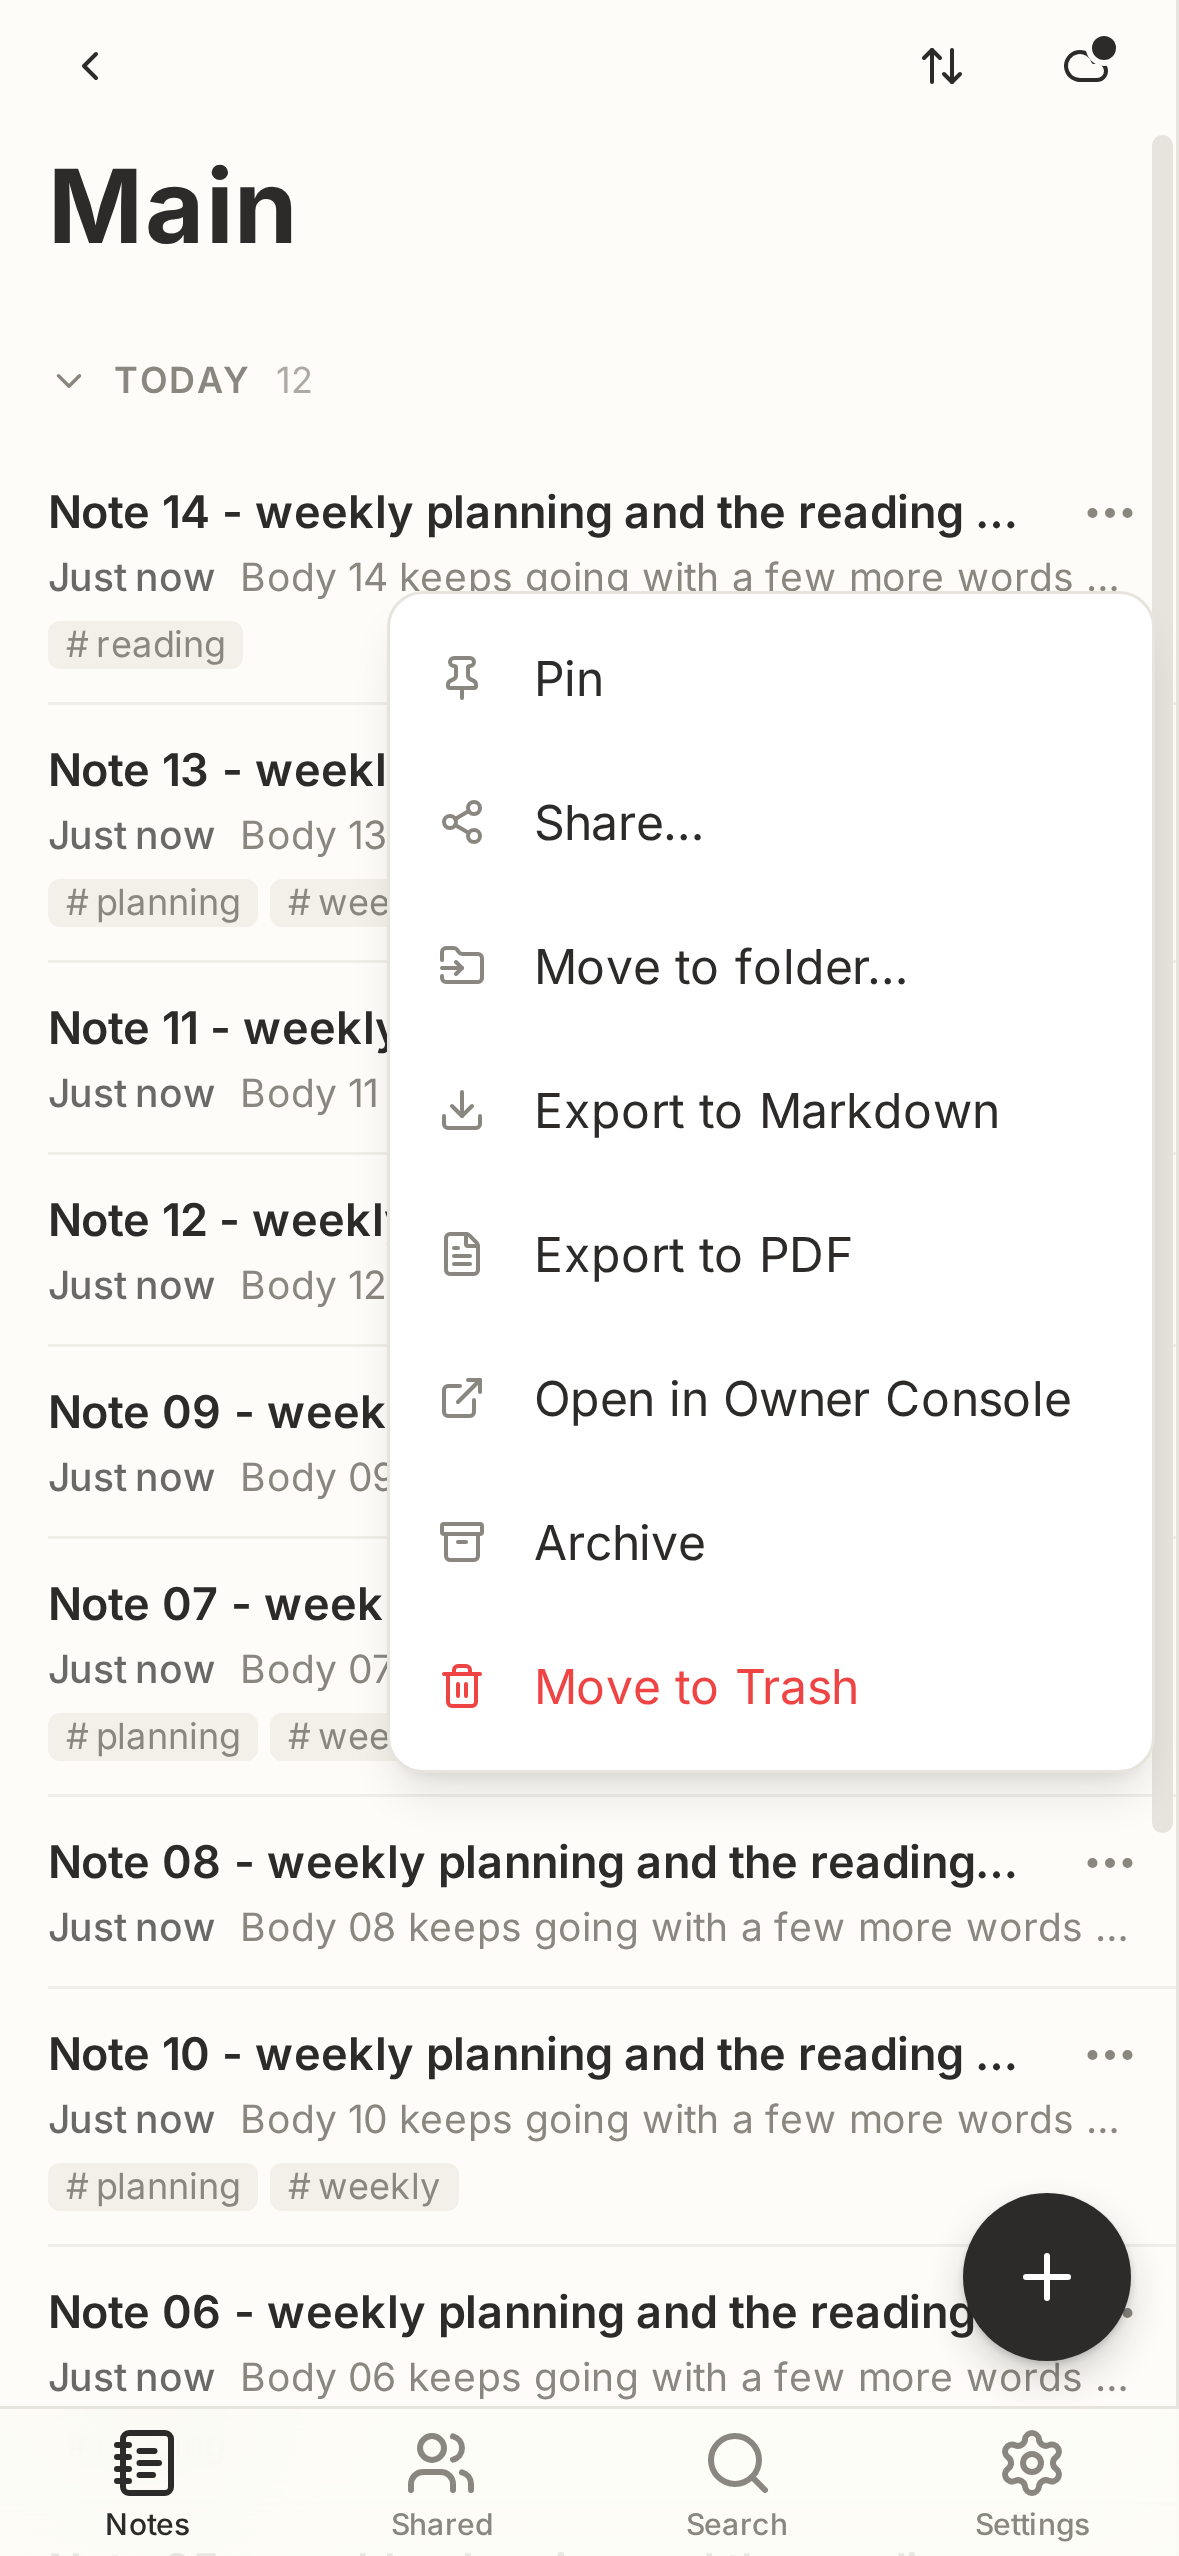 Main
TODAY 12
Note 14 - weekly planning and the reading ...
Just now Body 14 keeps going with a few more words ...
# reading
Pin
Share...
Move to folder...
Export to Markdown
Export to PDF
Open in Owner Console
Archive
Move to Trash
Note 13 - weekl
Just now Body 13
# planning # wee
Note 11 - weekly
Just now Body 11
Note 12 - weekl
Just now Body 12
Note 09 - week
Just now Body 09
Note 07 - week
Just now Body 07
# planning # wee
Note 08 - weekly planning and the reading...
Just now Body 08 keeps going with a few more words ...
Note 10 - weekly planning and the reading ...
Just now Body 10 keeps going with a few more words ...
# planning # weekly
Note 06 - weekly planning and the reading
Just now Body 06 keeps going with a few more words ...
Notes
Shared
Search
Settings